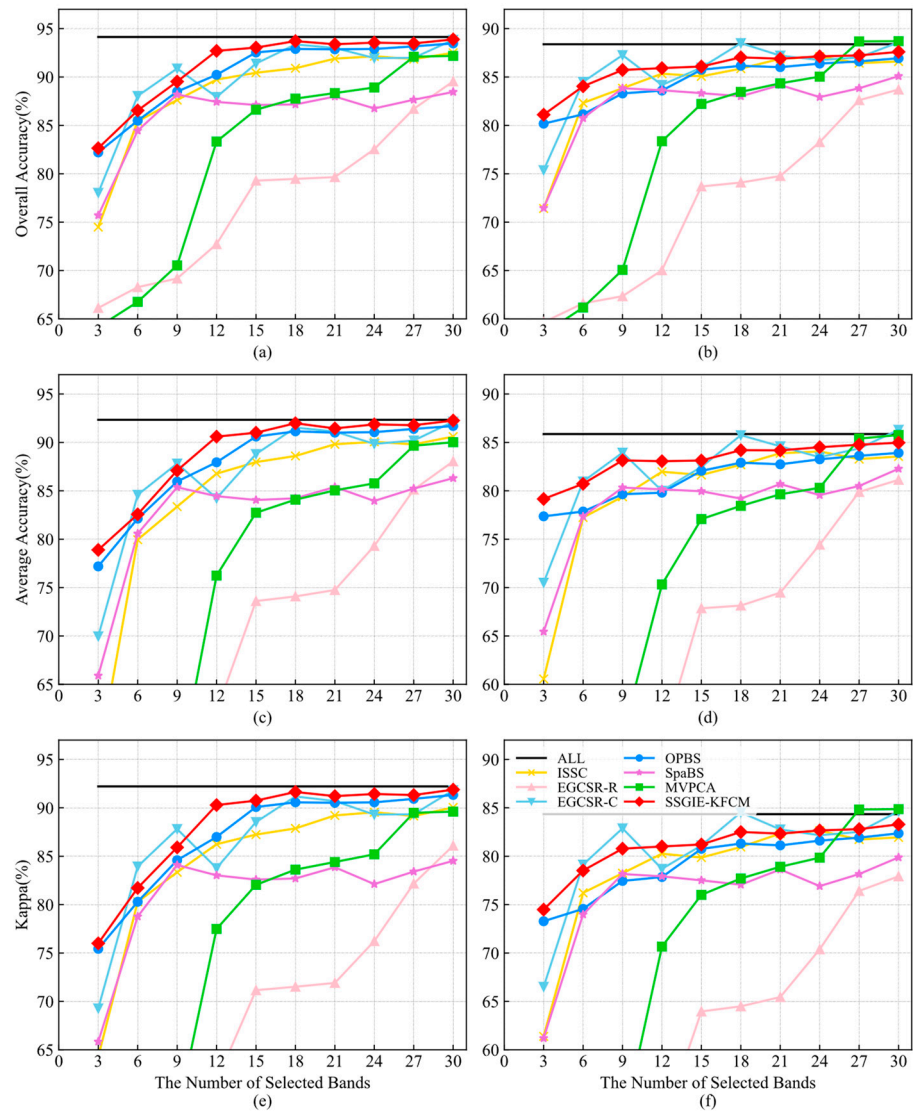 95
90
85
80
75
70
65
0 3 6 9 12 15 18 21 24 27 30
Overall Accuracy(%)
(a)
90
85
80
75
70
65
60
0 3 6 9 12 15 18 21 24 27 30
(b)
95
90
85
80
75
70
65
0 3 6 9 12 15 18 21 24 27 30
Average Accuracy(%)
(c)
90
85
80
75
70
65
60
0 3 6 9 12 15 18 21 24 27 30
(d)
95
90
85
80
75
70
65
0 3 6 9 12 15 18 21 24 27 30
Kappa(%)
The Number of Selected Bands
(e)
ALL
ISSC
EGCSR-R
EGCSR-C
OPBS
SpaBS
MVPCA
SSGIE-KFCM
90
85
80
75
70
65
60
0 3 6 9 12 15 18 21 24 27 30
The Number of Selected Bands
(f)